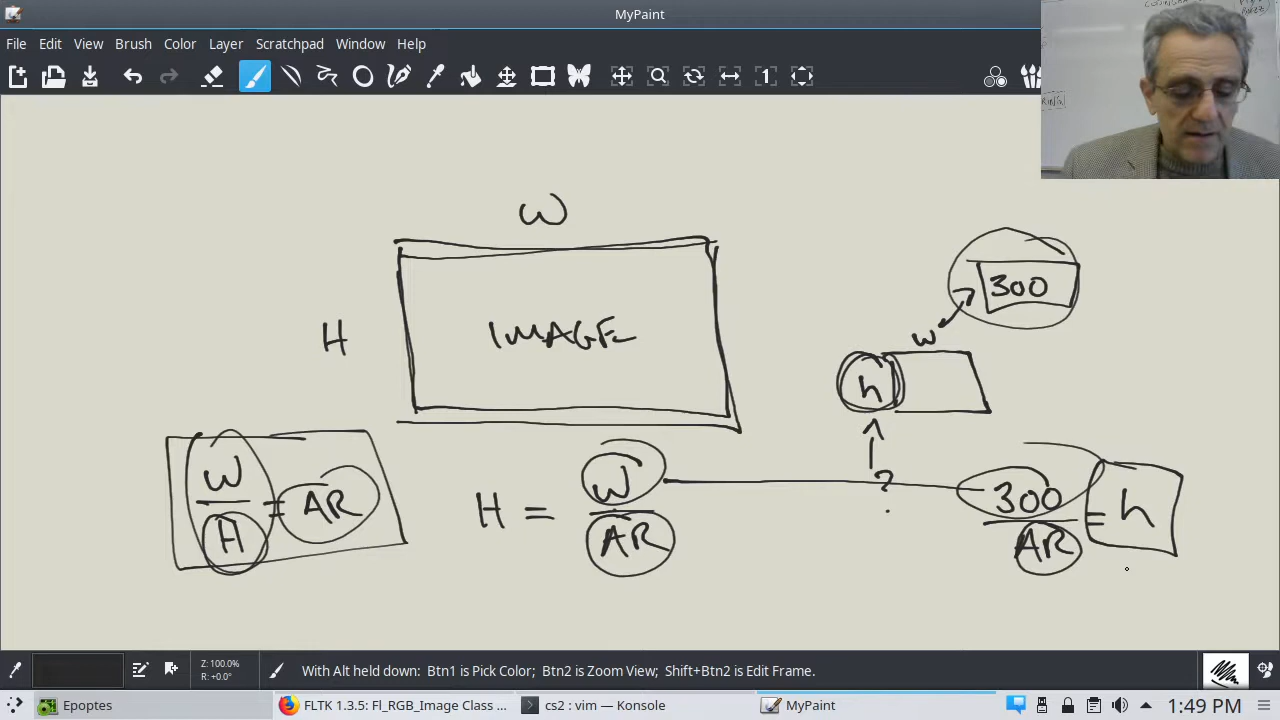 MyPaint
File Edit View Brush Color Layer Scratchpad Window Help
W
H
IMAGE
300
w
h
?
W
H
= AR
H = W
AR
300
AR
= h
Z: 100.0%
R: +0.0°
With Alt held down: Btn1 is Pick Color; Btn2 is Zoom View; Shift+Btn2 is Edit Frame.
Epoptes
FLTK 1.3.5: Fl_RGB_Image Class ...
cs2 : vim — Konsole
MyPaint
1:49 PM